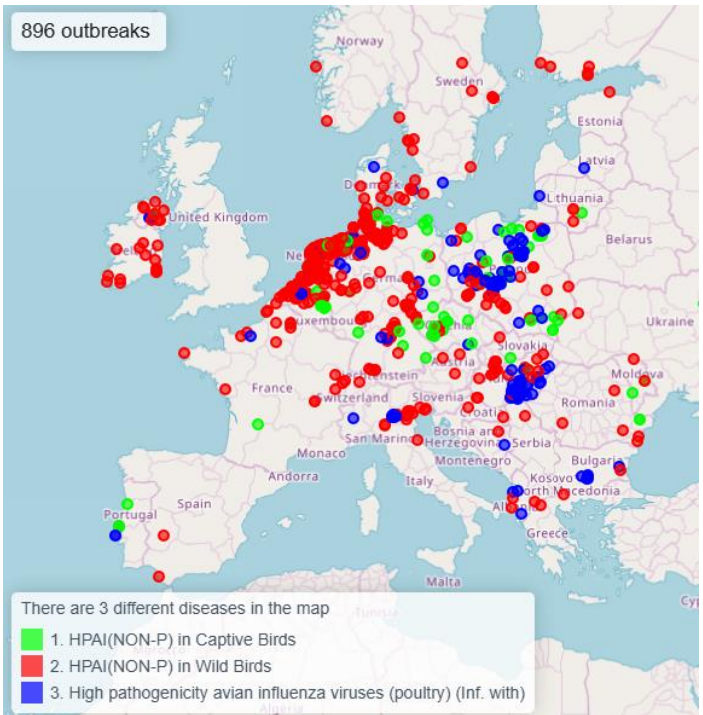 896 outbreaks
Norway
Sweden
Estonia
Latvia
Lithuania
United Kingdom
Belarus
Ukraine
Slovakia
Austria
Moldova
France
Switzerland
Slovenia
Romania
Croatia
San Marino
Bosnia and
Herzegovina
Serbia
Monaco
Montenegro
Bulgaria
Andorra
Italy
Kosovo
North Macedonia
Portugal
Spain
Greece
Malta
Tunisia
There are 3 different diseases in the map
1. HPAI(NON-P) in Captive Birds
2. HPAI(NON-P) in Wild Birds
3. High pathogenicity avian influenza viruses (poultry) (Inf. with)
Algeria